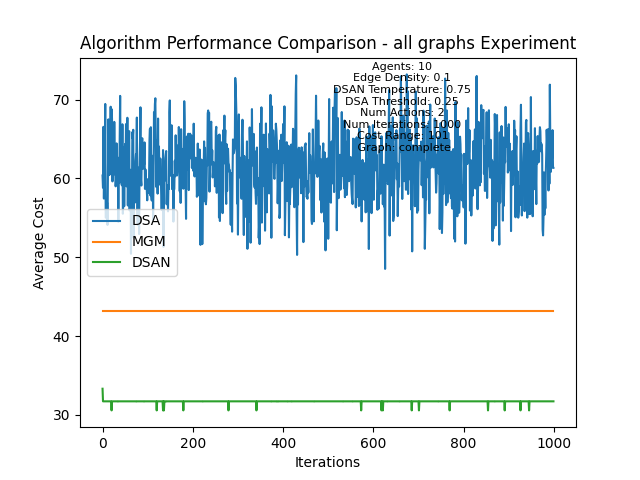 Algorithm Performance Comparison - all graphs Experiment
Agents: 10
Edge Density: 0.1
DSAN Temperature: 0.75
DSA Threshold: 0.25
Num Actions: 2
Num Iterations: 1000
Cost Range: 101
Graph: complete
70
60
50
40
30
Average Cost
DSA
MGM
DSAN
0
200
400
600
800
1000
Iterations